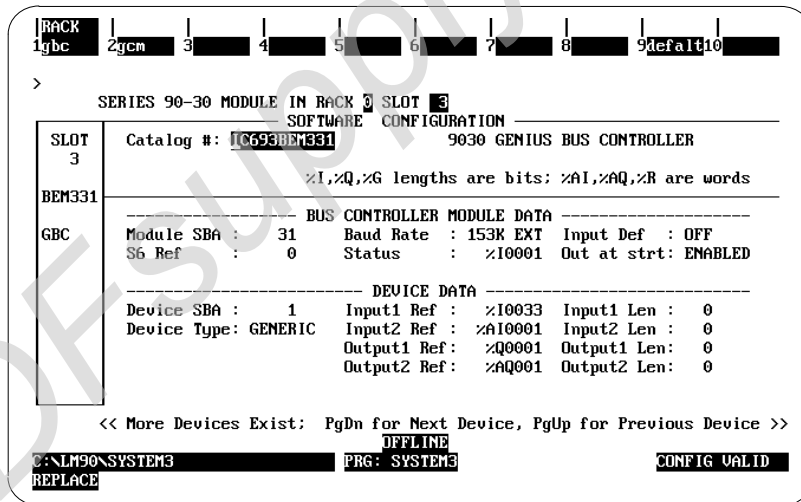 RACK
1gbc 2gcm 3 4 5 6 7 8 9defalt10
>
SERIES 90-30 MODULE IN RACK 0 SLOT 3
SOFTWARE CONFIGURATION
SLOT Catalog #: IC693BEM331 9030 GENIUS BUS CONTROLLER
3
%I,%Q,%G lengths are bits; %AI,%AQ,%R are words
BEM331
BUS CONTROLLER MODULE DATA
GBC Module SBA : 31 Baud Rate : 153K EXT Input Def : OFF
S6 Ref : 0 Status : %I0001 Out at strt: ENABLED
DEVICE DATA
Device SBA : 1 Input1 Ref : %I0033 Input1 Len : 0
Device Type: GENERIC Input2 Ref : %AI0001 Input2 Len : 0
Output1 Ref: %Q0001 Output1 Len: 0
Output2 Ref: %AQ001 Output2 Len: 0
<< More Devices Exist; PgDn for Next Device, PgUp for Previous Device >>
OFFLINE
C:\LM90\SYSTEM3 PRG: SYSTEM3 CONFIG VALID
REPLACE